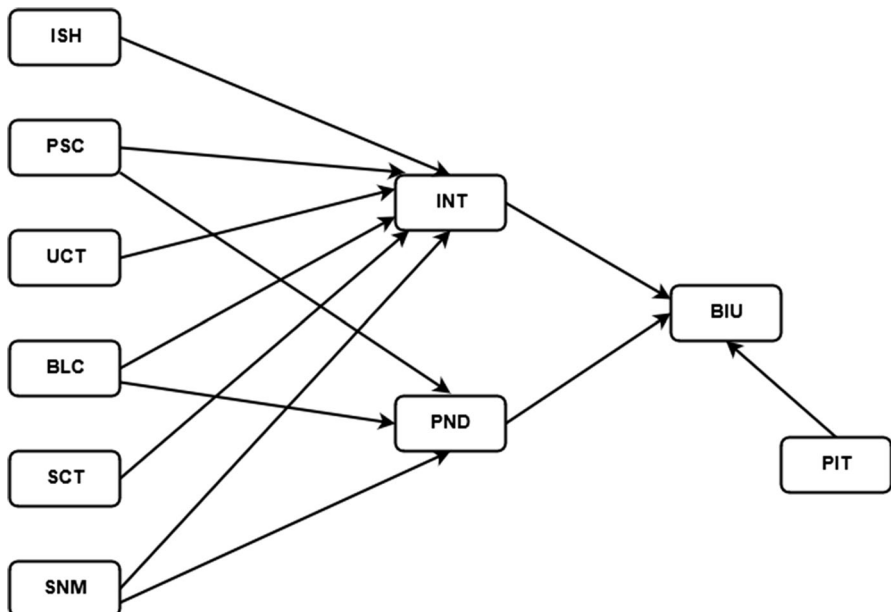 ISH
PSC
UCT
BLC
SCT
SNM
INT
PND
BIU
PIT